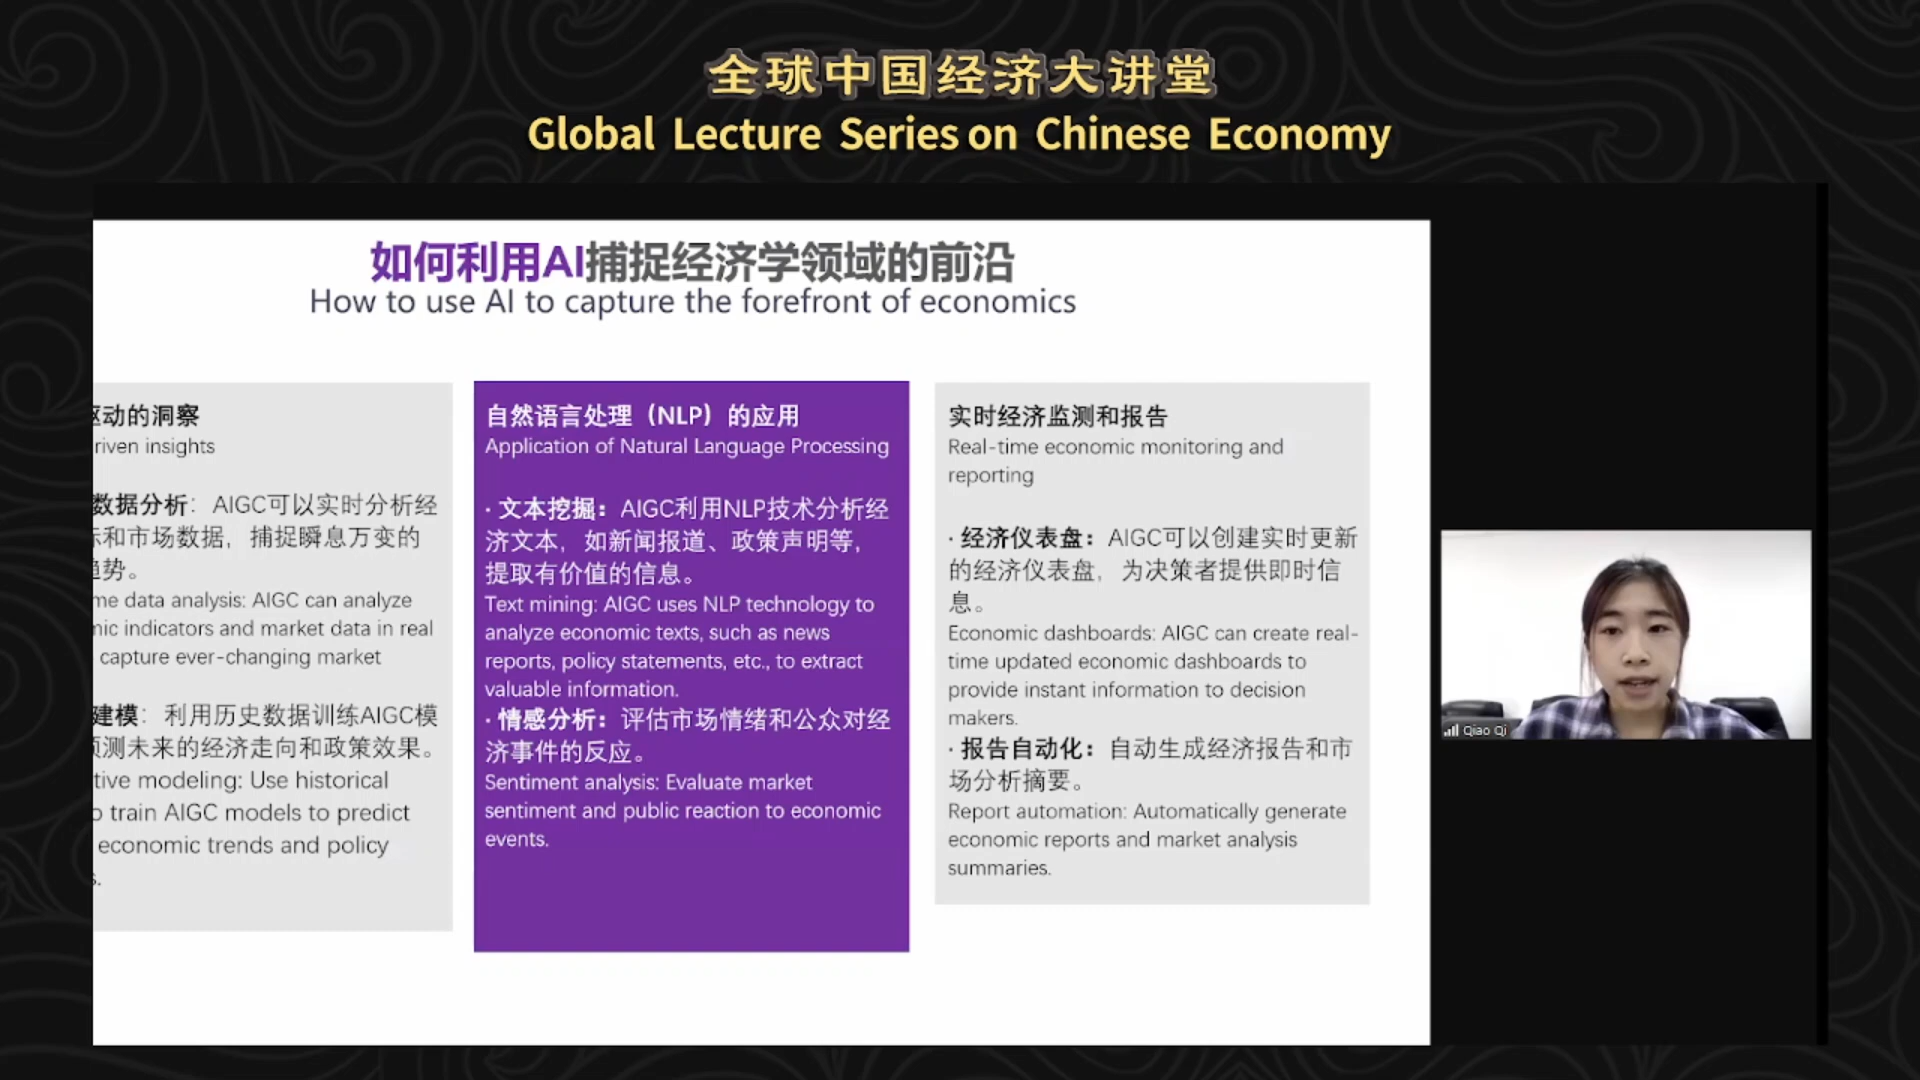 全球中国经济大讲堂
Global Lecture Series on Chinese Economy
如何利用AI捕捉经济学领域的前沿
How to use AI to capture the forefront of economics
驱动的洞察
riven insights
数据分析：AIGC可以实时分析经
标和市场数据，捕捉瞬息万变的
趋势。
me data analysis: AIGC can analyze
mic indicators and market data in real
capture ever-changing market
建模：利用历史数据训练AIGC模
预测未来的经济走向和政策效果。
tive modeling: Use historical
o train AIGC models to predict
economic trends and policy
s.
自然语言处理（NLP）的应用
Application of Natural Language Processing
· 文本挖掘：AIGC利用NLP技术分析经
济文本，如新闻报道、政策声明等，
提取有价值的信息。
Text mining: AIGC uses NLP technology to
analyze economic texts, such as news
reports, policy statements, etc., to extract
valuable information.
· 情感分析：评估市场情绪和公众对经
济事件的反应。
Sentiment analysis: Evaluate market
sentiment and public reaction to economic
events.
实时经济监测和报告
Real-time economic monitoring and
reporting
· 经济仪表盘：AIGC可以创建实时更新
的经济仪表盘，为决策者提供即时信
息。
Economic dashboards: AIGC can create real-
time updated economic dashboards to
provide instant information to decision
makers.
· 报告自动化：自动生成经济报告和市
场分析摘要。
Report automation: Automatically generate
economic reports and market analysis
summaries.
Qiao Qi